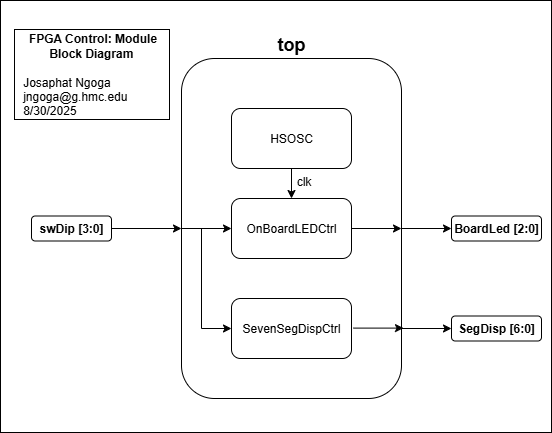 FPGA Control: Module
Block Diagram
Josaphat Ngoga
jngoga@g.hmc.edu
8/30/2025
top
HSOSC
clk
swDip [3:0]
OnBoardLEDCtrl
BoardLed [2:0]
SevenSegDispCtrl
SegDisp [6:0]